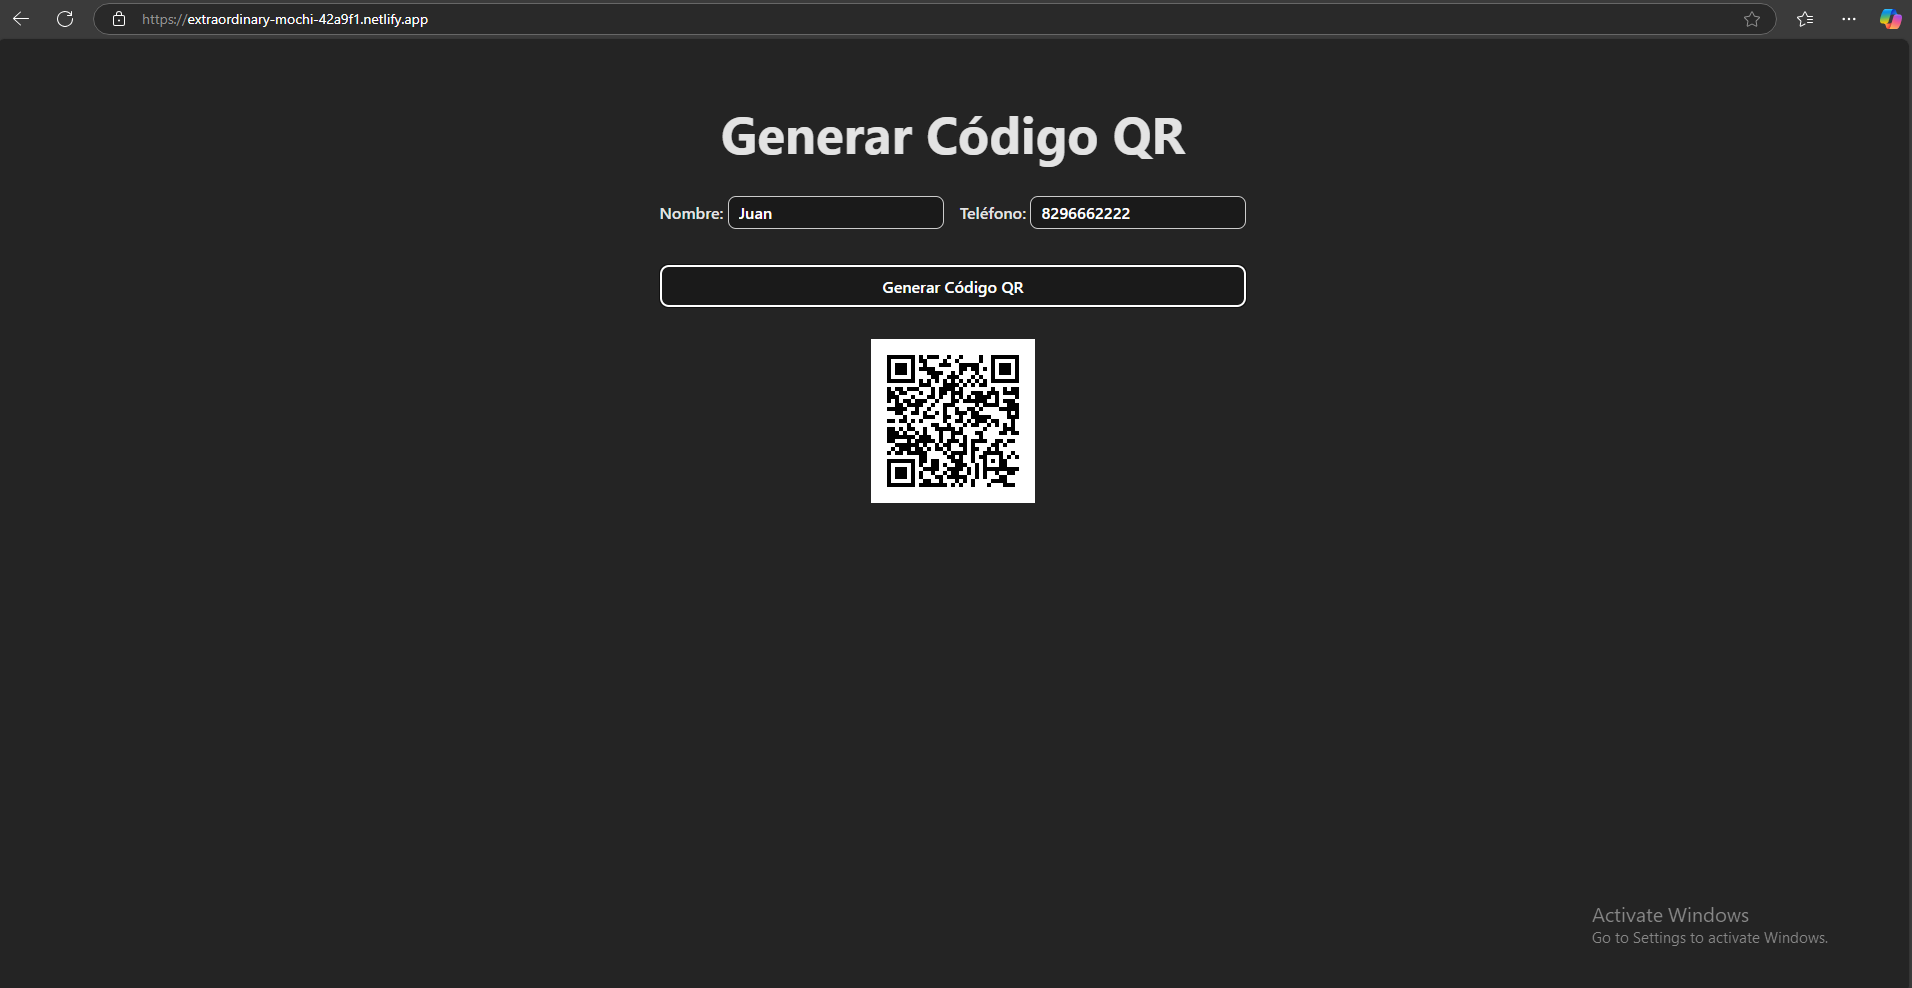 https://extraordinary-mochi-42a9f1.netlify.app
Generar Código QR
Nombre: Juan Teléfono: 8296662222
Generar Código QR
Activate Windows
Go to Settings to activate Windows.